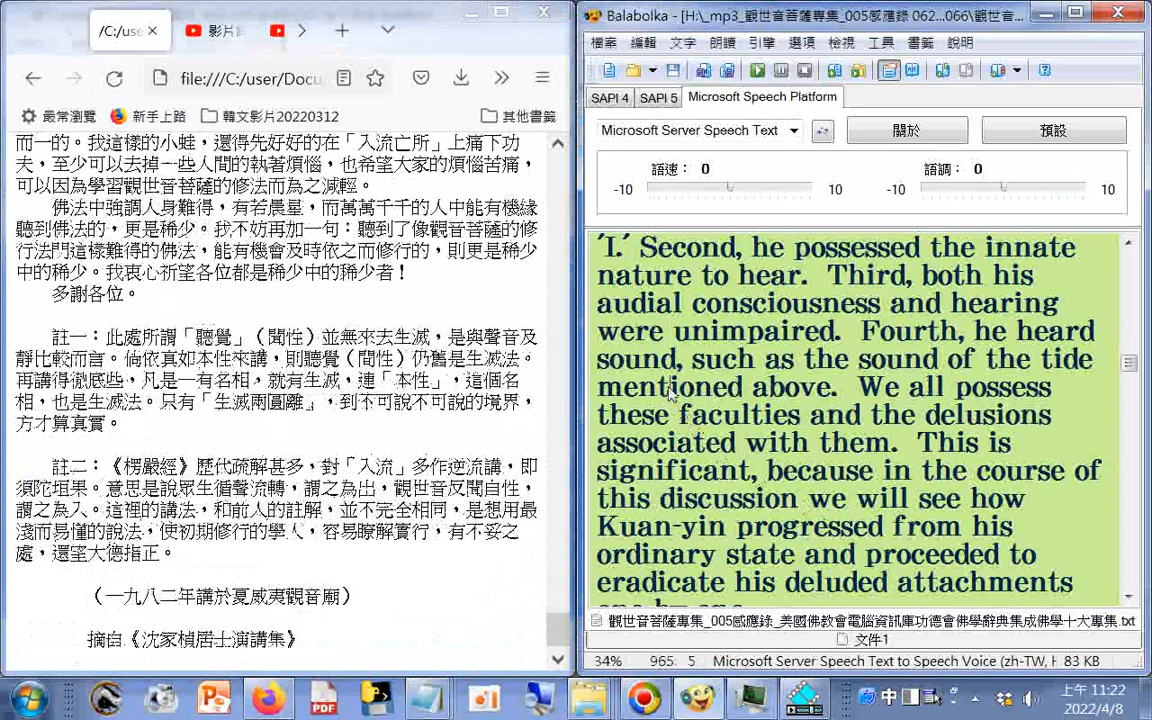 /C:/use
影片
file:///C:/user/Docu
最常瀏覽
新手上路
韓文影片20220312
其他書籤
而一的。我這樣的小蛙，還得先好好的在「入流亡所」上痛下功
夫，至少可以去掉一些人間的執著煩惱，也希望大家的煩惱苦痛，
可以因為學習觀世音菩薩的修法而為之減輕。
佛法中強調人身難得，有若晨星，而萬萬千千的人中能有機緣
聽到佛法的，更是稀少。我不妨再加一句：聽到了像觀音菩薩的修
行法門這樣難得的佛法，能有機會及時依之而修行的，則更是稀少
中的稀少。我衷心祈望各位都是稀少中的稀少者！
多謝各位。
註一：此處所謂「聽覺」（聞性）並無來去生滅，是與聲音及
靜比較而言。倘依真如本性來講，則聽覺（聞性）仍舊是生滅法。
再講得徹底些，凡是一有名相，就有生滅，連「本性」，這個名
相，也是生滅法。只有「生滅兩圓離」，到不可說不可說的境界，
方才算真實。
註二：《楞嚴經》歷代疏解甚多，對「入流」多作逆流講，即
須陀垣果。意思是說眾生循聲流轉，謂之為出，觀世音反聞自性，
謂之為入。這裡的講法，和前人的註解，並不完全相同，是想用最
淺而易懂的說法，使初期修行的學人，容易瞭解實行，有不妥之
處，還望大德指正。
（一九八二年講於夏威夷觀音廟）
摘自《沈家楨居士演講集》
Balabolka - [H:\_mp3_觀世音菩薩專集_005感應錄 062...066\觀世音...
檔案 編輯 文字 朗讀 引擎 選項 檢視 工具 書籤 說明
SAPI 4 SAPI 5 Microsoft Speech Platform
Microsoft Server Speech Text
關於
預設
語速： 0
語調： 0
-10 10 -10 10
'I.' Second, he possessed the innate
nature to hear. Third, both his
audial consciousness and hearing
were unimpaired. Fourth, he heard
sound, such as the sound of the tide
mentioned above. We all possess
these faculties and the delusions
associated with them. This is
significant, because in the course of
this discussion we will see how
Kuan-yin progressed from his
ordinary state and proceeded to
eradicate his deluded attachments
觀世音菩薩專集_005感應錄_美國佛教會電腦資訊庫功德會佛學辭典集成佛學十大專集.txt
文件1
34% 965: 5 Microsoft Server Speech Text to Speech Voice (zh-TW, H 83 KB
中
上午 11:22
2022/4/8